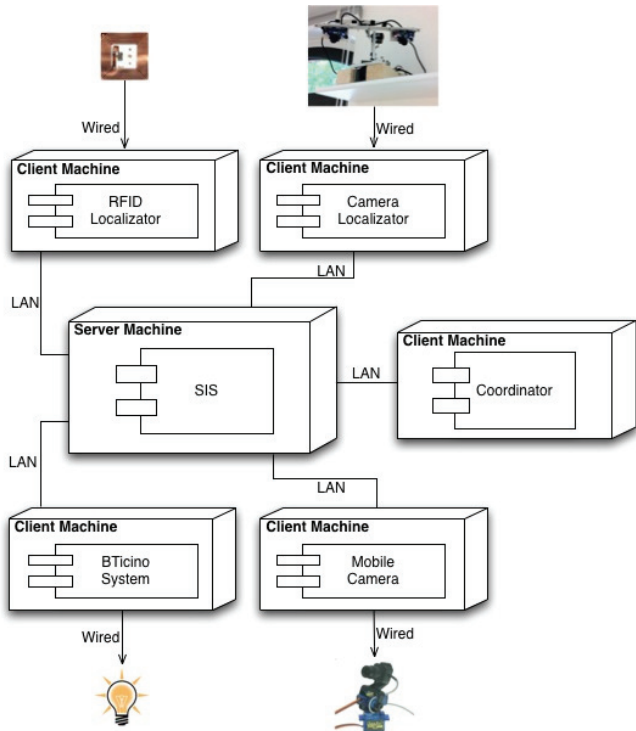 Wired
Wired
Client Machine
RFID
Localizator
Client Machine
Camera
Localizator
LAN
LAN
Server Machine
SIS
LAN
Client Machine
Coordinator
LAN
LAN
Client Machine
BTicino
System
Client Machine
Mobile
Camera
Wired
Wired